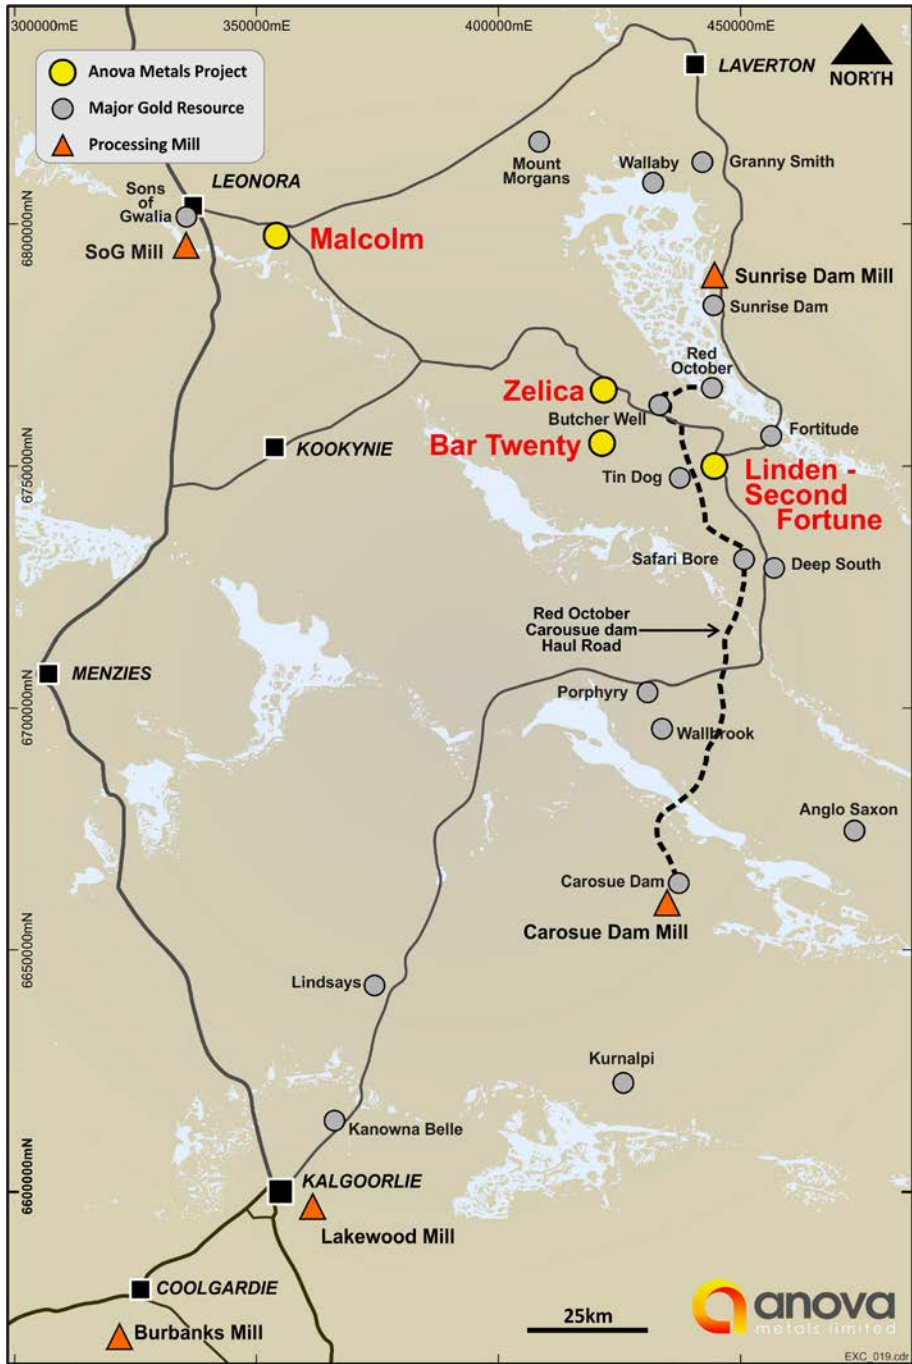 300000mE
350000mE
400000mE
450000mE
Anova Metals Project
Major Gold Resource
Processing Mill
LAVERTON
NORTH
Mount
Morgans
Wallaby
Granny Smith
LEONORA
Sons
of
Gwalia
6800000mN
SoG Mill
Malcolm
Sunrise Dam Mill
Sunrise Dam
Red
October
Zelica
Butcher Well
Fortitude
Bar Twenty
KOOKYNIE
6750000mN
Tin Dog
Linden -
Second
Fortune
Safari Bore
Deep South
Red October
Carousue dam
Haul Road
MENZIES
6700000mN
Porphyry
Wallbrook
Anglo Saxon
Carosue Dam
Carosue Dam Mill
6650000mN
Lindsays
Kurnalpi
Kanowna Belle
6600000mN
KALGOORLIE
Lakewood Mill
COOLGARDIE
Burbanks Mill
25km
anova
metals limited
EXC_019.cdr